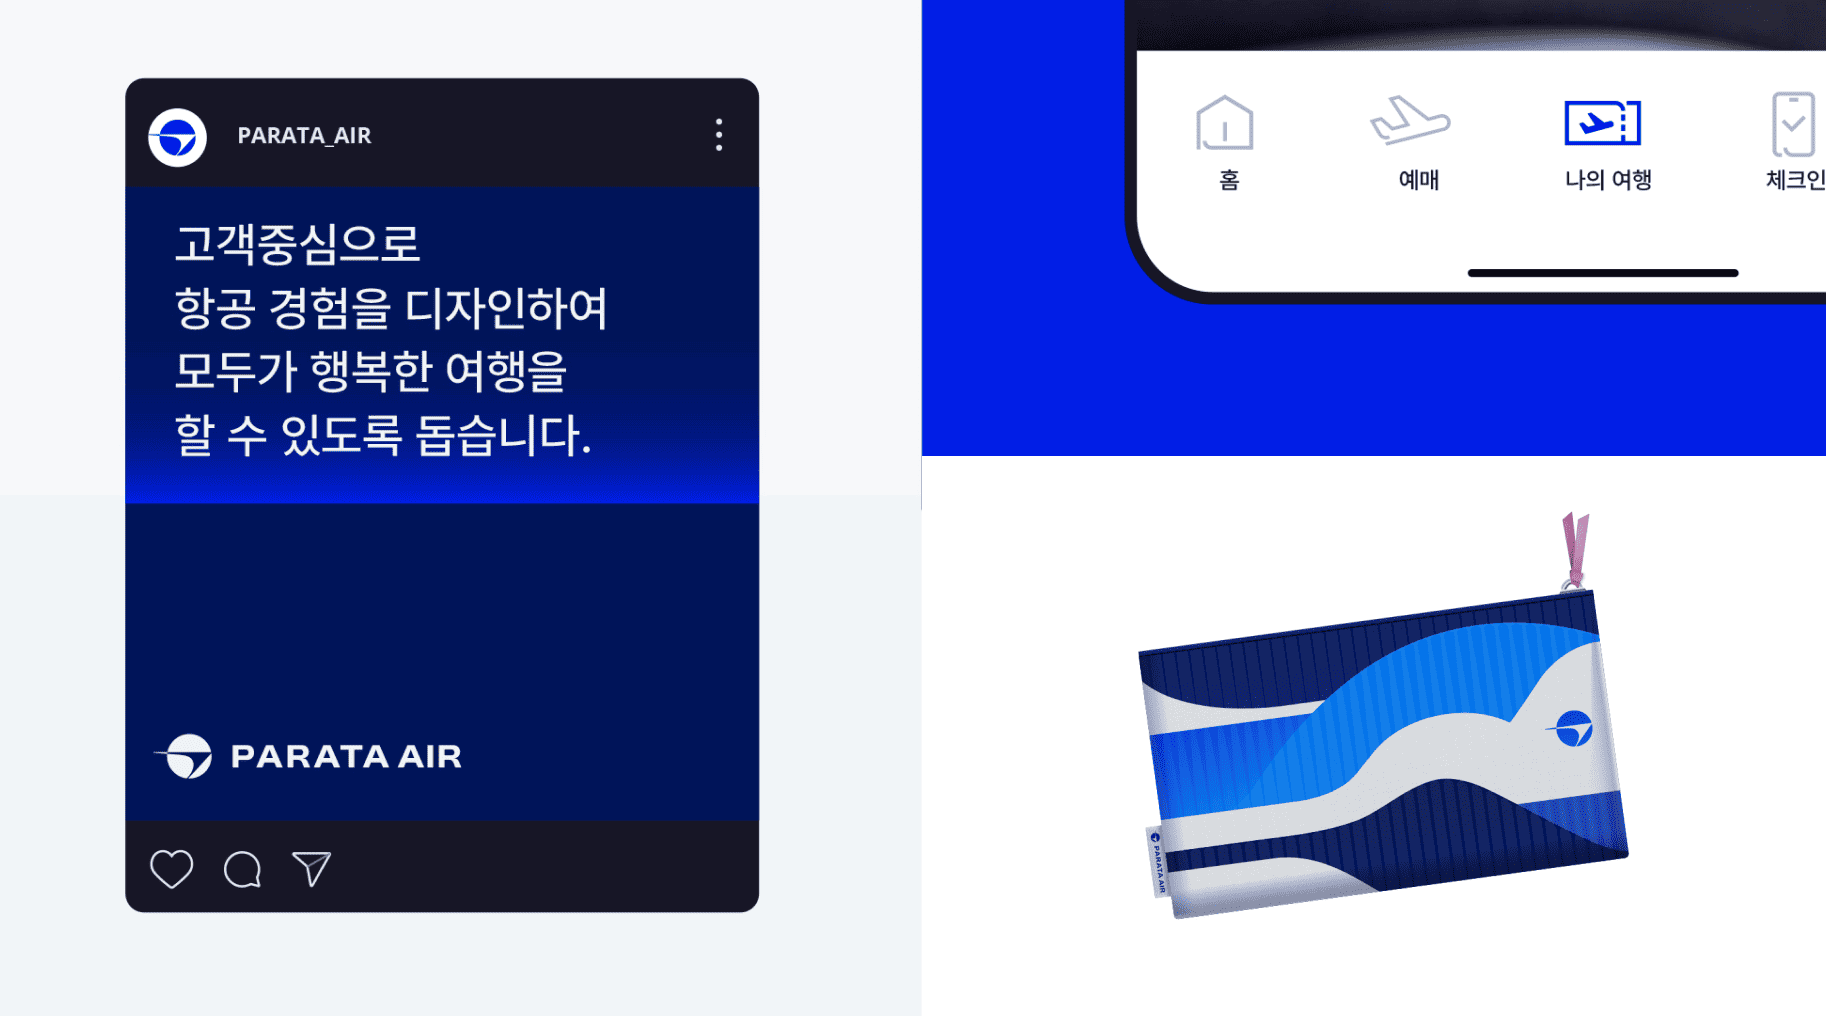 PARATA_AIR
고객중심으로
항공 경험을 디자인하여
모두가 행복한 여행을
할 수 있도록 돕습니다.
PARATA AIR
홈
예매
나의 여행
체크인
PARATA AIR